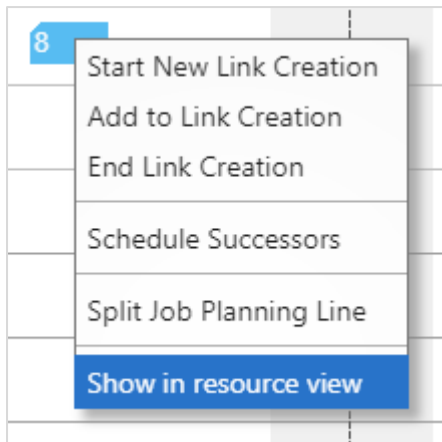 8
Start New Link Creation
Add to Link Creation
End Link Creation
Schedule Successors
Split Job Planning Line
Show in resource view